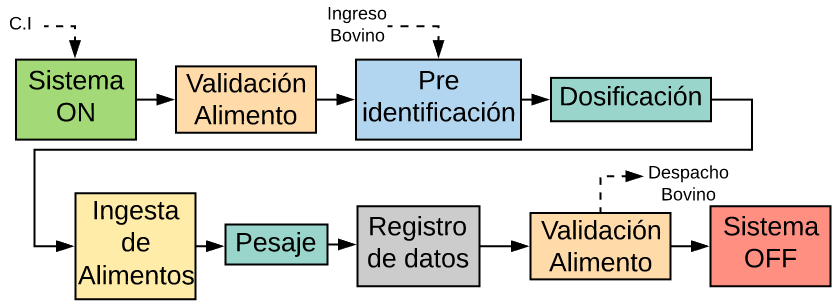 C.I
Ingreso
Bovino
Sistema
ON
Validación
Alimento
Pre
identificación
Dosificación
Ingesta
de
Alimentos
Pesaje
Registro
de datos
Validación
Alimento
Despacho
Bovino
Sistema
OFF